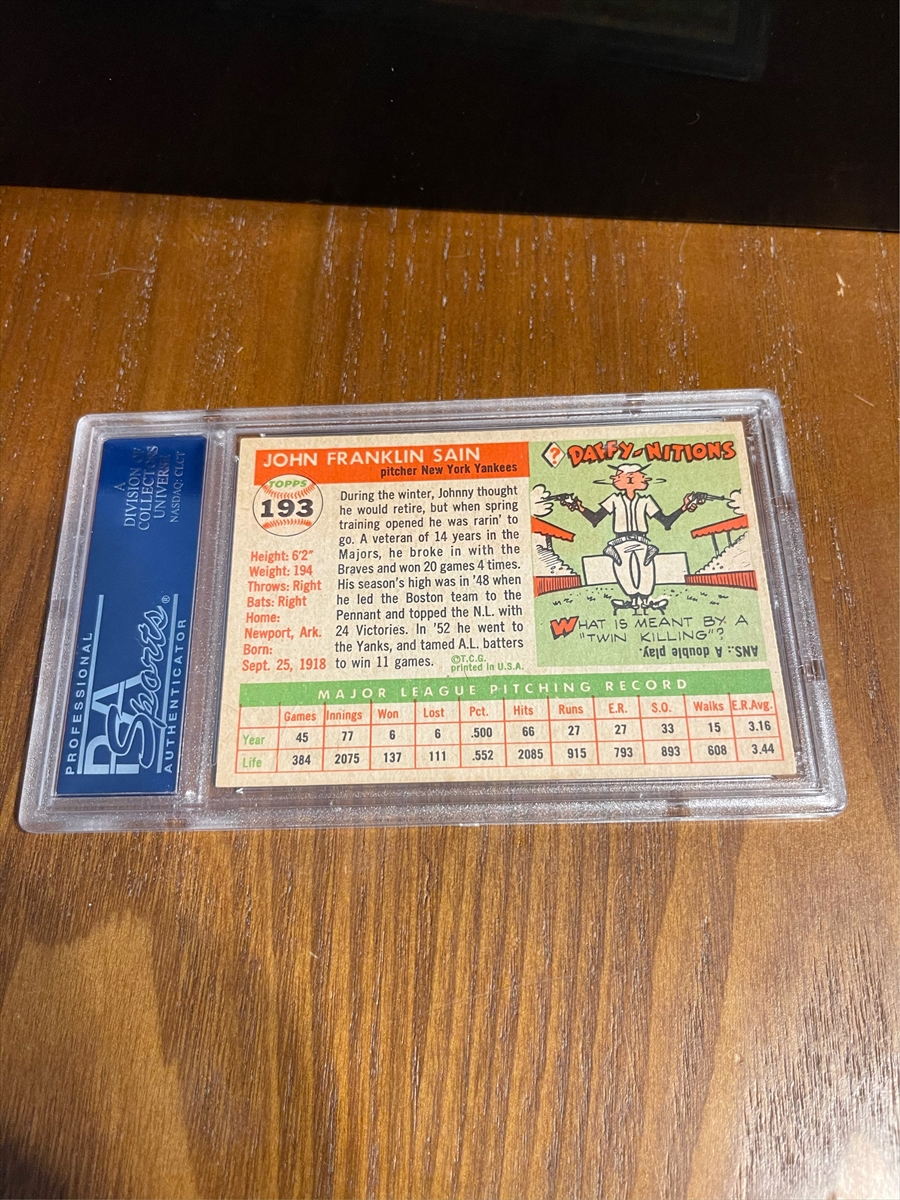 A
DIVISION OF
COLLECTORS
UNIVERSE
NASDAQ: CLCT
PROFESSIONAL
PSA
Sports®
AUTHENTICATOR
JOHN FRANKLIN SAIN
pitcher New York Yankees
TOPPS
193
Height: 6'2"
Weight: 194
Throws: Right
Bats: Right
Home:
Newport, Ark.
Born:
Sept. 25, 1918
During the winter, Johnny thought
he would retire, but when spring
training opened he was rarin' to
go. A veteran of 14 years in the
Majors, he broke in with the
Braves and won 20 games 4 times.
His season's high was in '48 when
he led the Boston team to the
Pennant and topped the N.L. with
24 Victories. In '52 he went to
the Yanks, and tamed A.L. batters
to win 11 games.
©T.C.G.
printed in U.S.A.
? DAFFY-NITIONS
WHAT IS MEANT BY A
"TWIN KILLING"?
ANS.: A double play.
MAJOR LEAGUE PITCHING RECORD
Games Innings Won Lost Pct. Hits Runs E.R. S.O. Walks E.R.Avg.
Year 45 77 6 6 .500 66 27 27 33 15 3.16
Life 384 2075 137 111 .552 2085 915 793 893 608 3.44